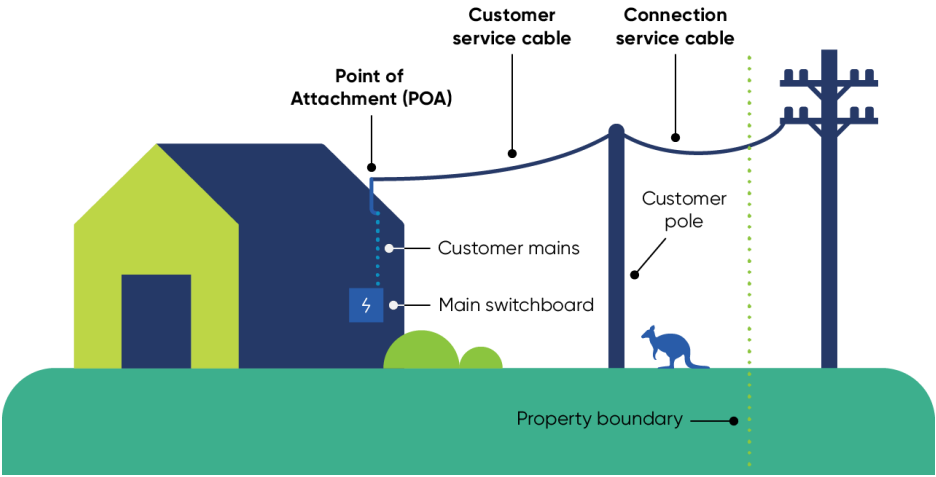 Customer
service cable
Connection
service cable
Point of
Attachment (POA)
Customer
pole
Customer mains
Main switchboard
Property boundary